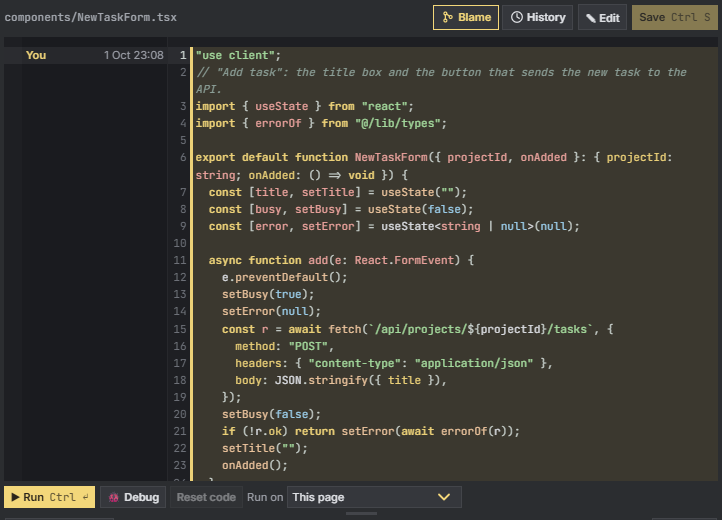 components/NewTaskForm.tsx
Blame
History
Edit
Save Ctrl S
You 1 Oct 23:08
1 "use client";
2 // "Add task": the title box and the button that sends the new task to the
API.
3 import { useState } from "react";
4 import { errorOf } from "@/lib/types";
5
6 export default function NewTaskForm({ projectId, onAdded }: { projectId:
string; onAdded: () => void }) {
7 const [title, setTitle] = useState("");
8 const [busy, setBusy] = useState(false);
9 const [error, setError] = useState<string | null>(null);
10
11 async function add(e: React.FormEvent) {
12 e.preventDefault();
13 setBusy(true);
14 setError(null);
15 const r = await fetch(`/api/projects/${projectId}/tasks`, {
16 method: "POST",
17 headers: { "content-type": "application/json" },
18 body: JSON.stringify({ title }),
19 });
20 setBusy(false);
21 if (!r.ok) return setError(await errorOf(r));
22 setTitle("");
23 onAdded();
Run Ctrl ⏎
Debug
Reset code
Run on
This page